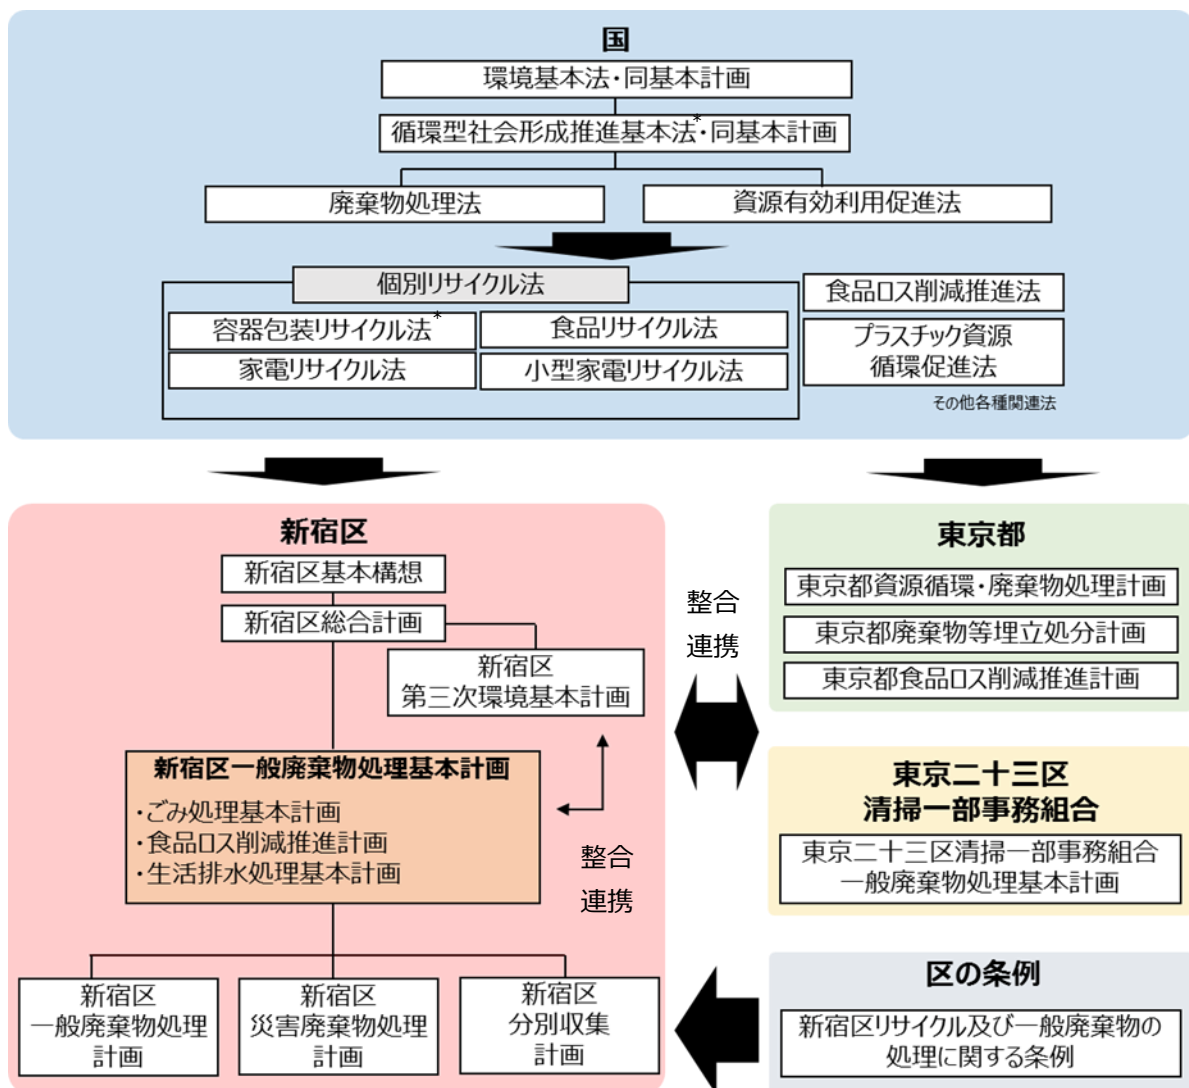 国
環境基本法・同基本計画
循環型社会形成推進基本法*・同基本計画
廃棄物処理法
資源有効利用促進法
個別リサイクル法
容器包装リサイクル法*
食品リサイクル法
家電リサイクル法
小型家電リサイクル法
食品ロス削減推進法
プラスチック資源
循環促進法
その他各種関連法
新宿区
新宿区基本構想
新宿区総合計画
新宿区
第三次環境基本計画
新宿区一般廃棄物処理基本計画
・ごみ処理基本計画
・食品ロス削減推進計画
・生活排水処理基本計画
整合
連携
新宿区
一般廃棄物処理
計画
新宿区
災害廃棄物処理
計画
新宿区
分別収集
計画
整合
連携
東京都
東京都資源循環・廃棄物処理計画
東京都廃棄物等埋立処分計画
東京都食品ロス削減推進計画
東京二十三区
清掃一部事務組合
東京二十三区清掃一部事務組合
一般廃棄物処理基本計画
区の条例
新宿区リサイクル及び一般廃棄物の
処理に関する条例